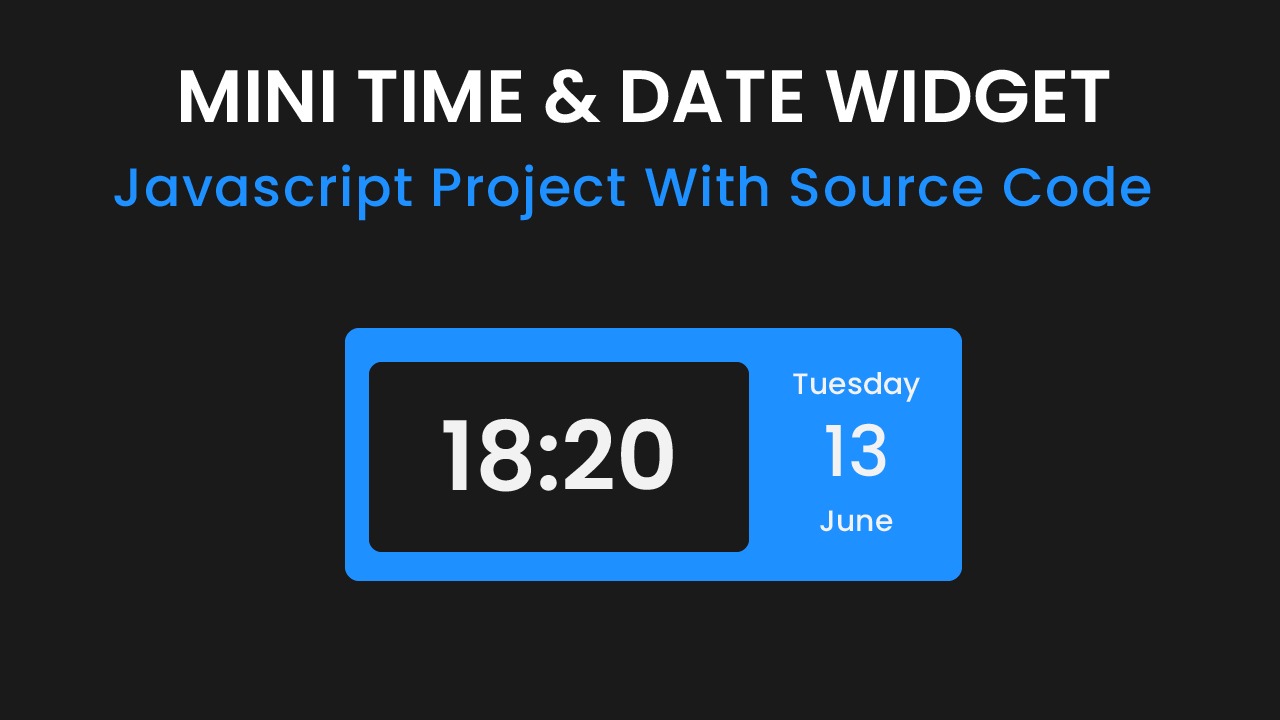 MINI TIME & DATE WIDGET
Javascript Project With Source Code
18:20
Tuesday
13
June